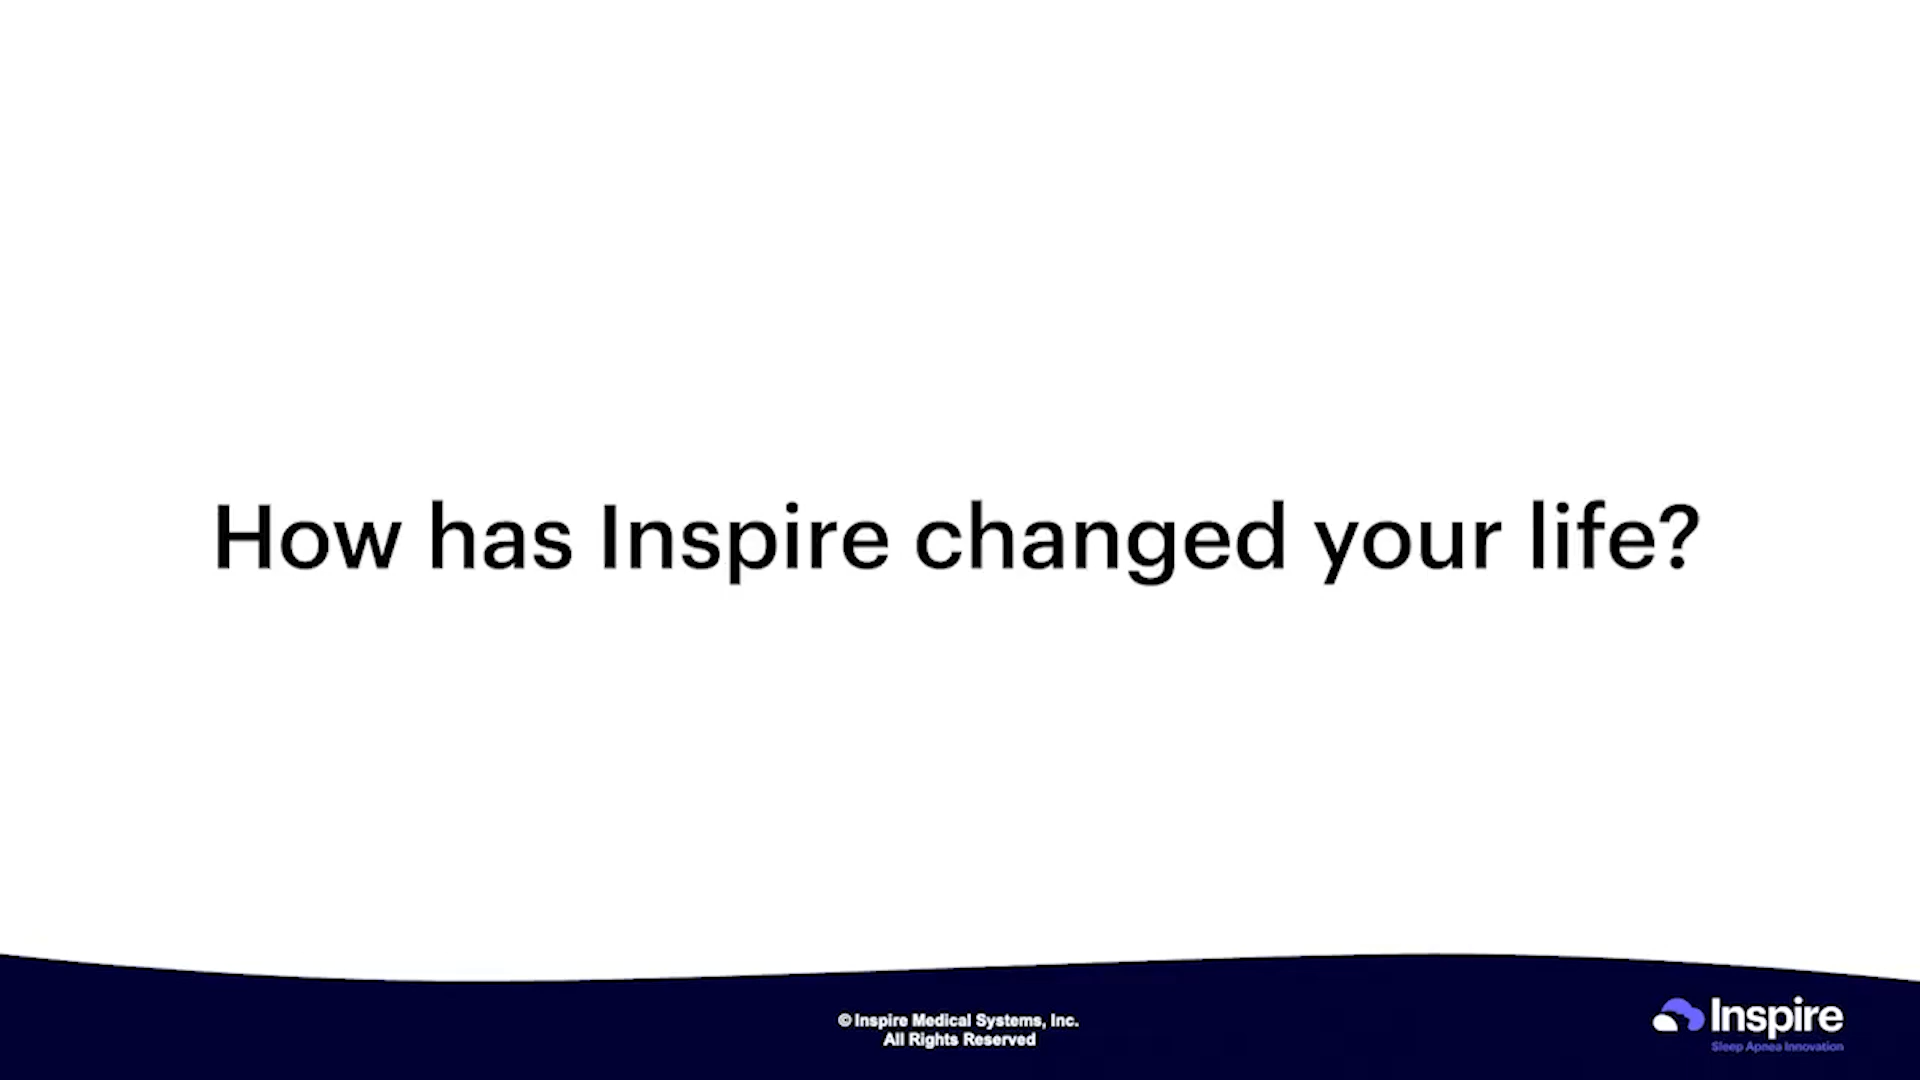 How has Inspire changed your life?
© Inspire Medical Systems, Inc.
All Rights Reserved
Inspire
Sleep Apnea Innovation